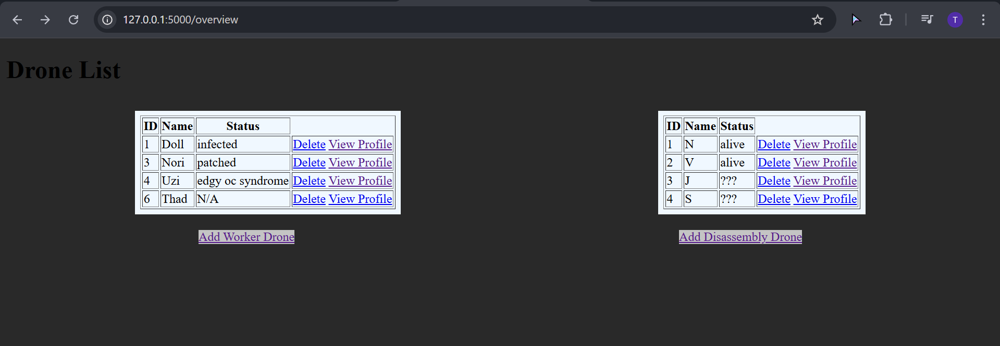 127.0.0.1:5000/overview
T
Drone List
ID Name Status
1 Doll infected Delete View Profile
3 Nori patched Delete View Profile
4 Uzi edgy oc syndrome Delete View Profile
6 Thad N/A Delete View Profile
Add Worker Drone
ID Name Status
1 N alive Delete View Profile
2 V alive Delete View Profile
3 J ??? Delete View Profile
4 S ??? Delete View Profile
Add Disassembly Drone